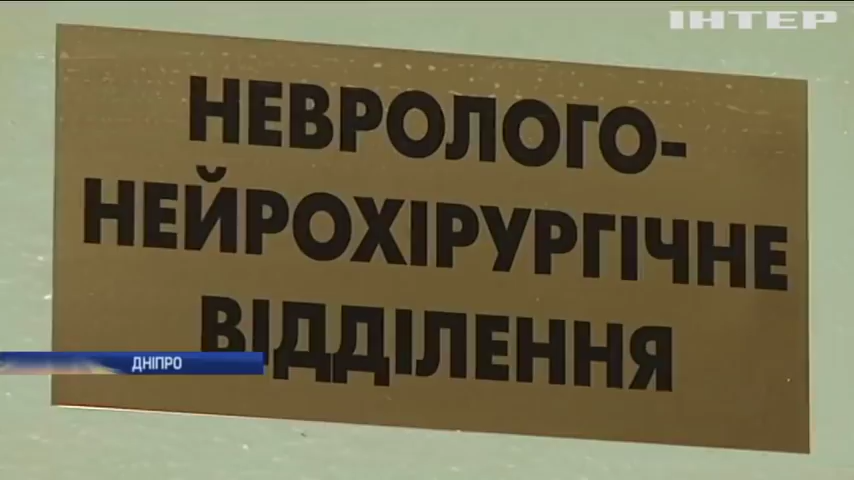 ІНТЕР
НЕВРОЛОГО-
НЕЙРОХІРУРГІЧНЕ
ВІДДІЛЕННЯ
ДНІПРО